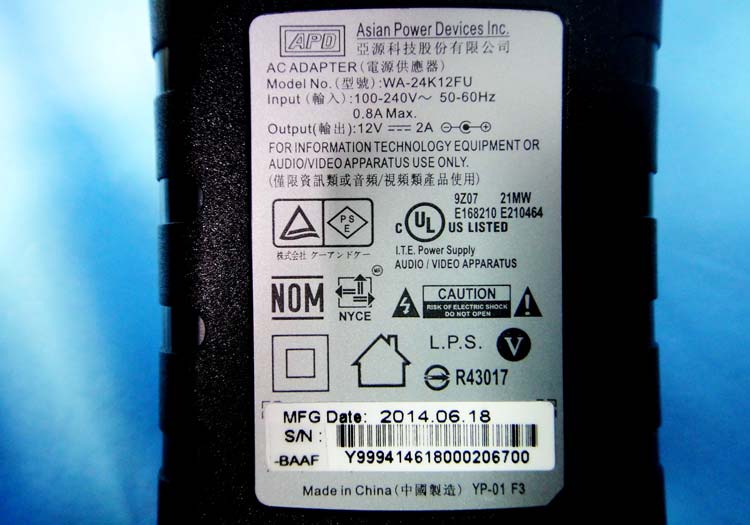 APD Asian Power Devices Inc.
亞源科技股份有限公司
AC ADAPTER (電源供應器)
Model No. (型號):WA-24K12FU
Input (輸入):100-240V～ 50-60Hz
0.8A Max.
Output(輸出):12V ⎓ 2A
FOR INFORMATION TECHNOLOGY EQUIPMENT OR
AUDIO/VIDEO APPARATUS USE ONLY.
(僅限資訊類或音頻/視頻類產品使用)
PS
E
株式会社 ケーアンドケー
9Z07 21MW
E168210 E210464
c UL US LISTED
I.T.E. Power Supply
AUDIO / VIDEO APPARATUS
NOM
NYCE
CAUTION
RISK OF ELECTRIC SHOCK
DO NOT OPEN
L.P.S. V
R43017
MFG Date: 2014.06.18
S/N :
-BAAF Y999414618000206700
Made in China (中國製造) YP-01 F3